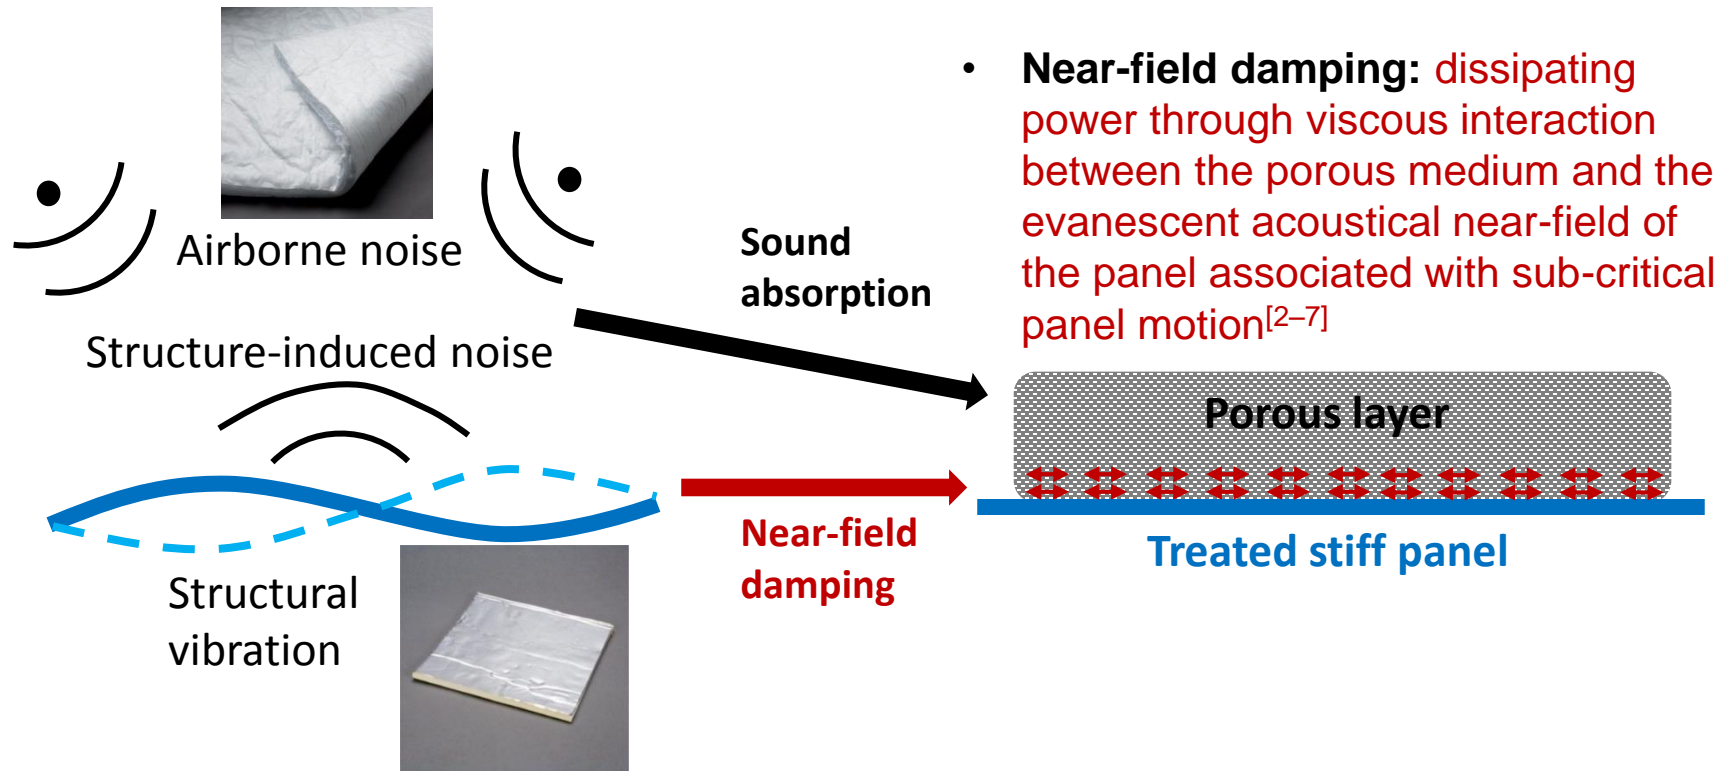 • Near-field damping: dissipating
power through viscous interaction
between the porous medium and the
evanescent acoustical near-field of
the panel associated with sub-critical
panel motion[2–7]
Airborne noise
Sound
absorption
Structure-induced noise
Porous layer
Near-field
damping
Treated stiff panel
Structural
vibration